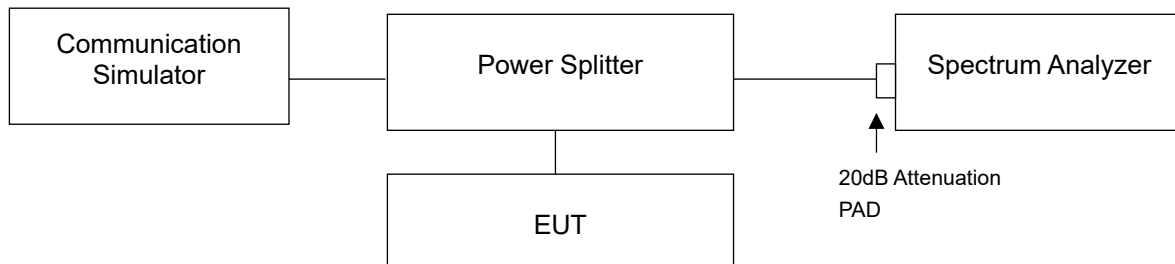 Communication
Simulator
Power Splitter
Spectrum Analyzer
EUT
20dB Attenuation
PAD